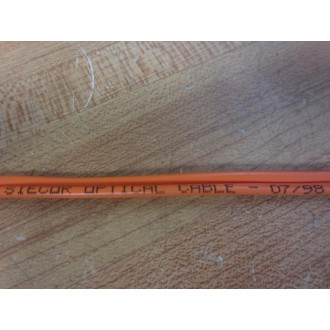 SIECOR OPTICAL CABLE - 07/98